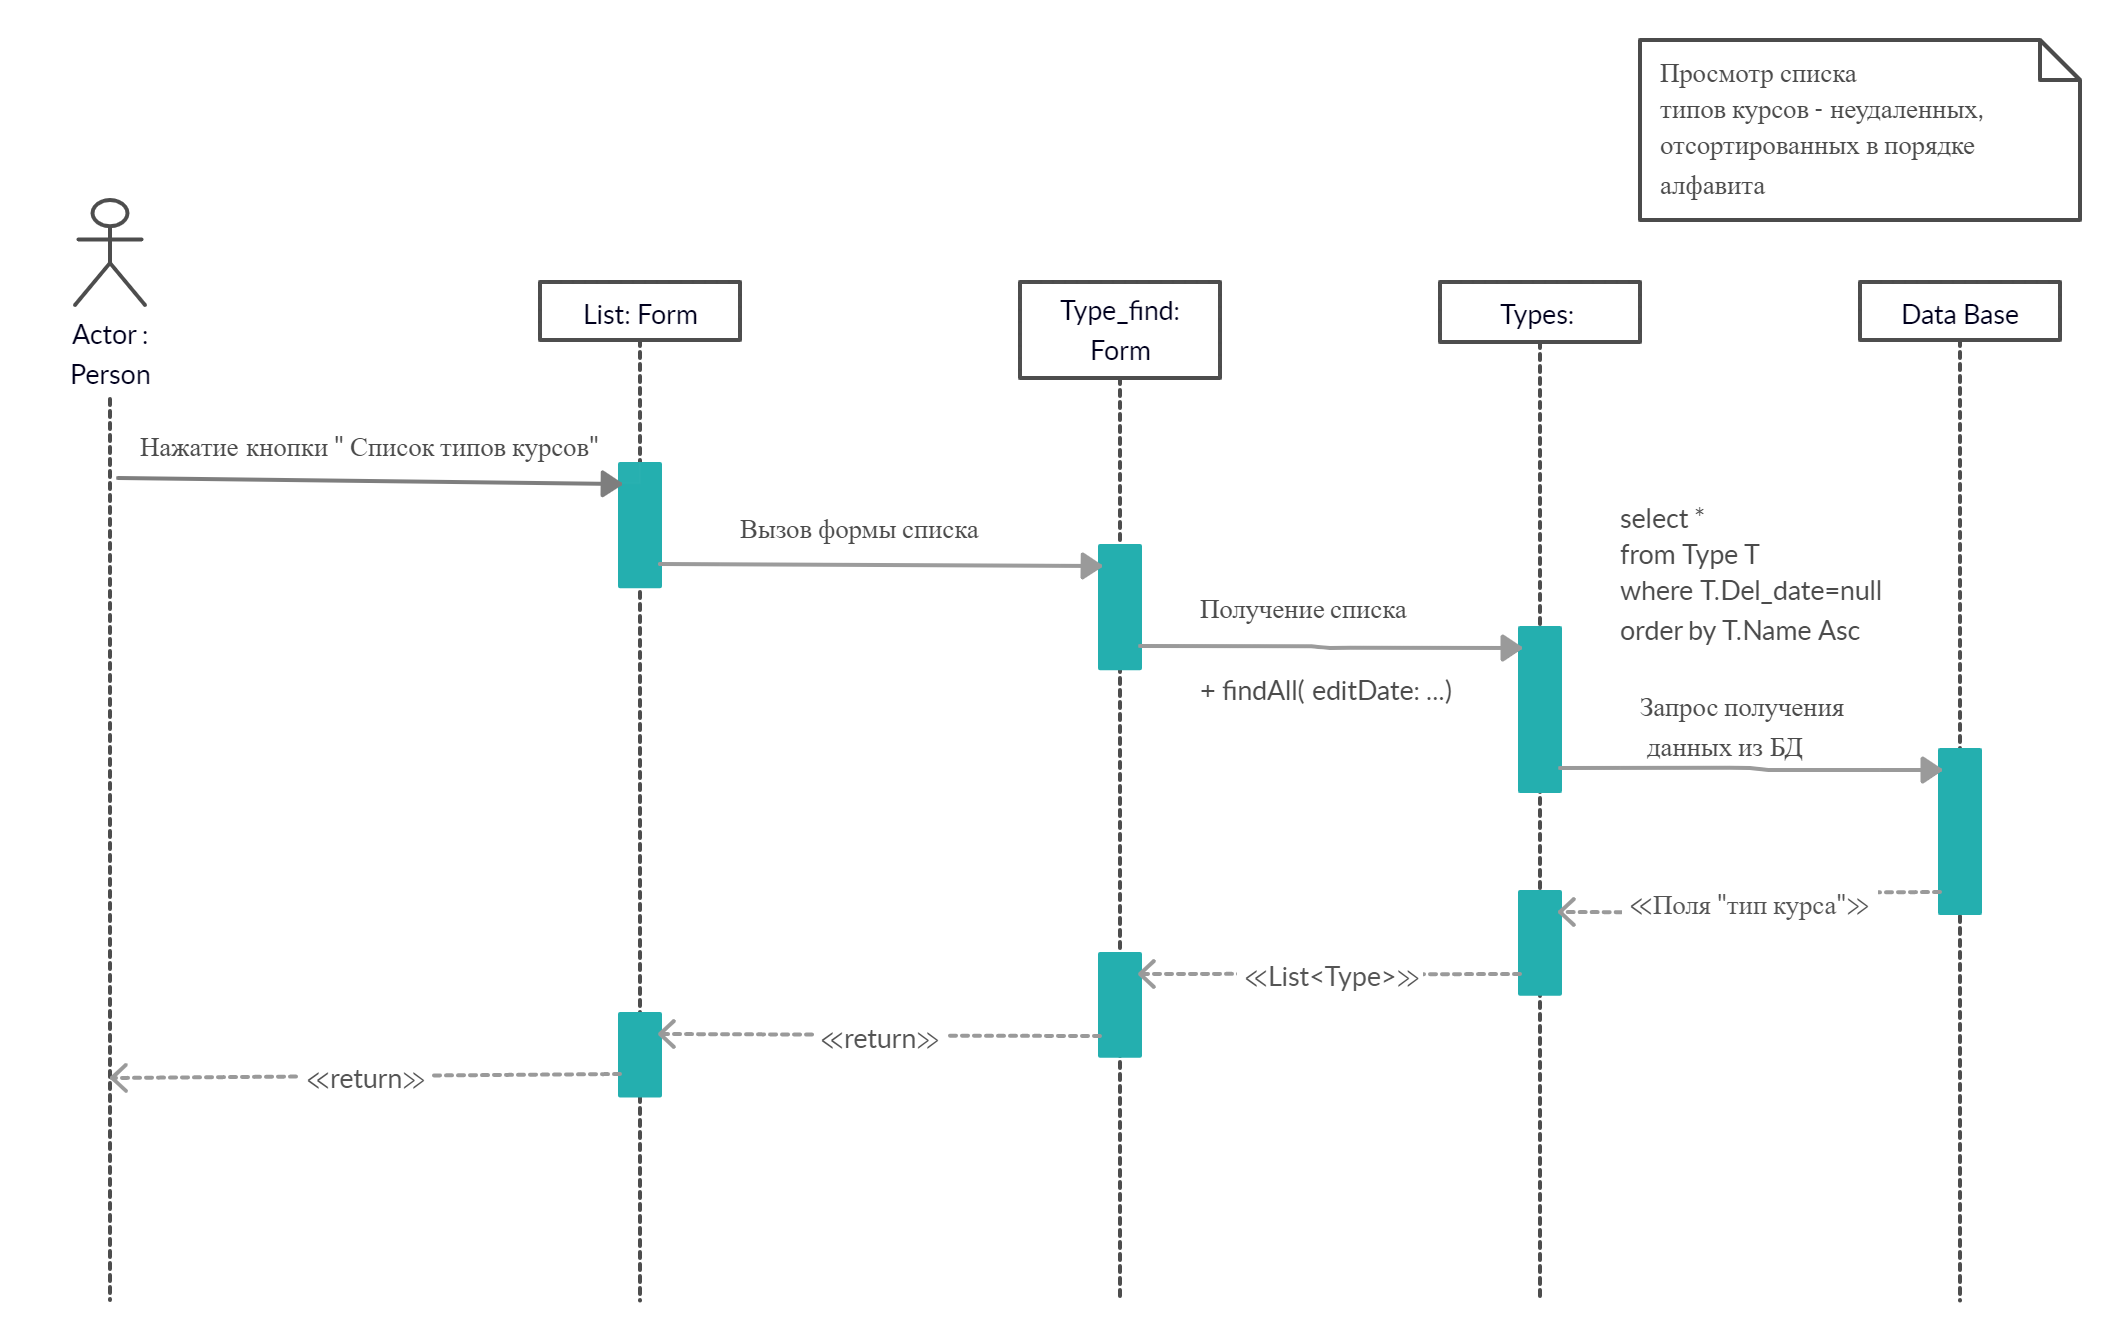 Просмотр списка
типов курсов - неудаленных,
отсортированных в порядке
алфавита
Actor :
Person
List: Form
Type_find:
Form
Types:
Data Base
Нажатие кнопки " Список типов курсов"
Вызов формы списка
Получение списка
+ findAll( editDate: ...)
select *
from Type T
where T.Del_date=null
order by T.Name Asc
Запрос получения
данных из БД
<<Поля "тип курса">>
<<List<Type>>>
<<return>>
<<return>>